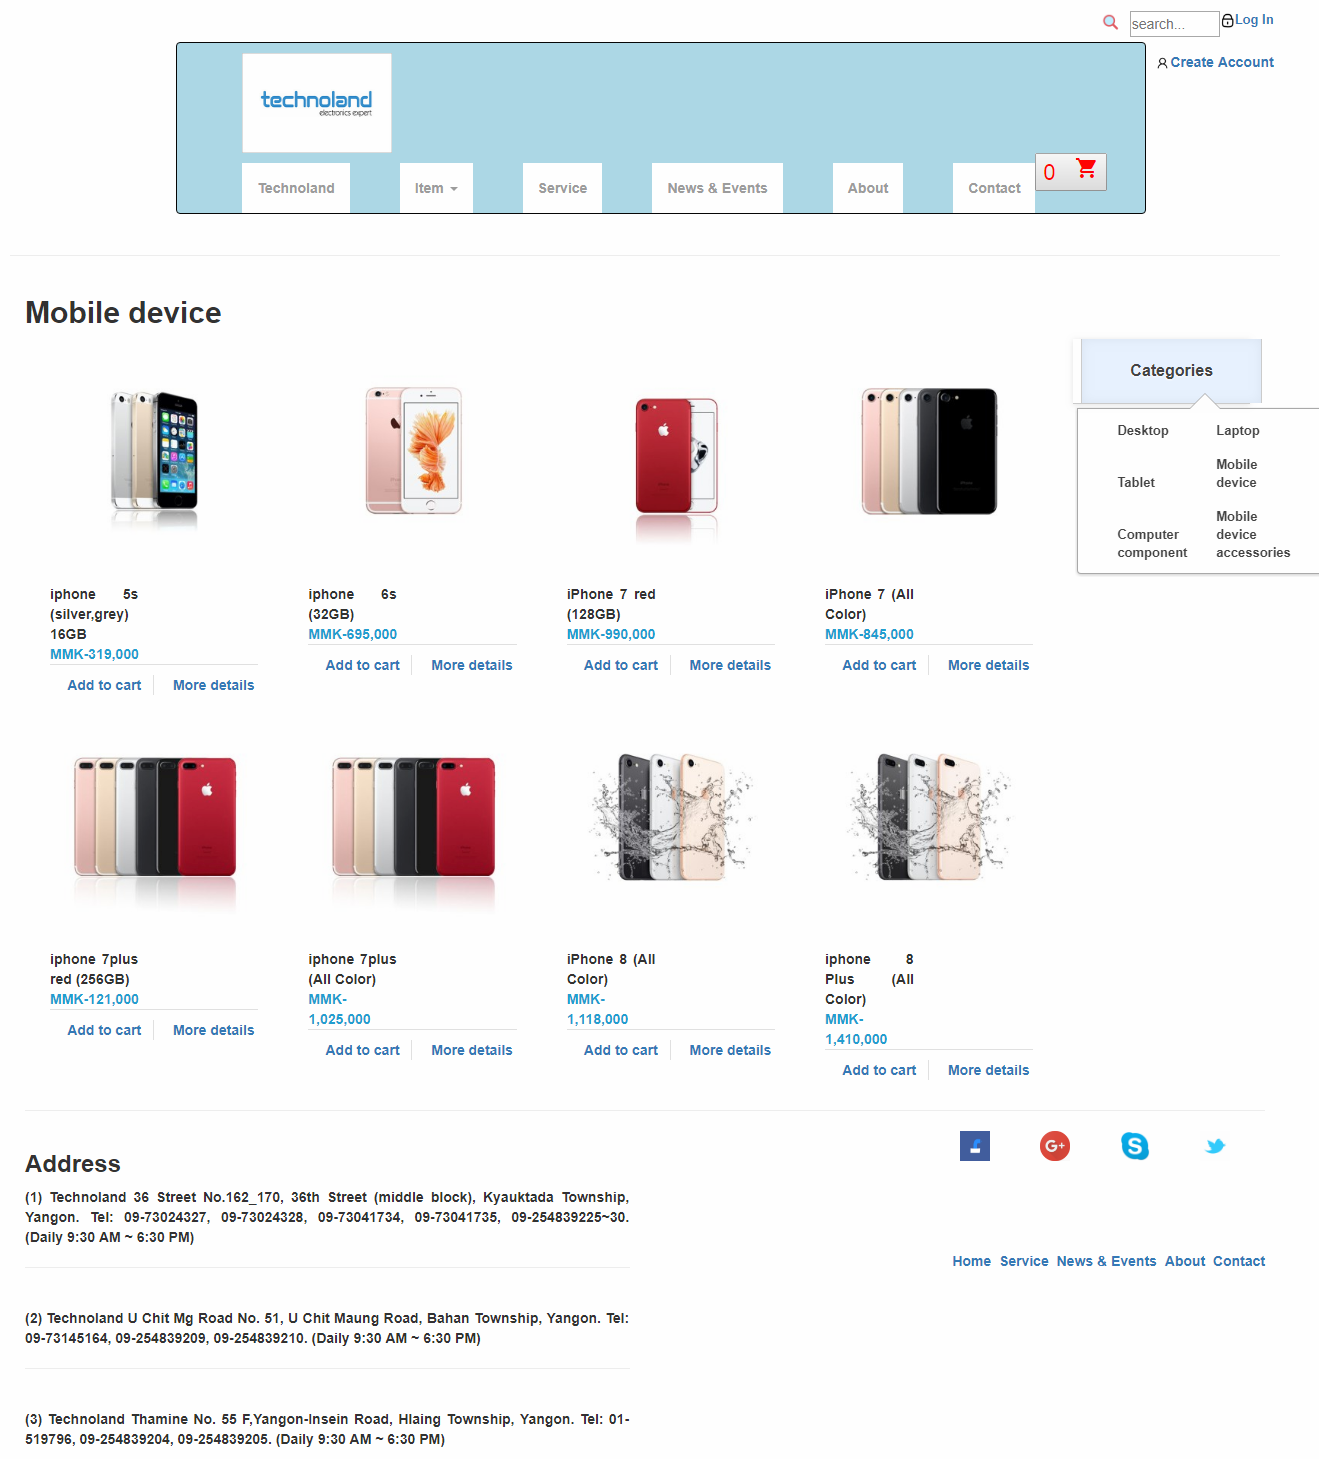 search...
Log In
Create Account
technoland
electronics expert
Technoland
Item
Service
News & Events
About
Contact
0
Mobile device
Categories
Desktop
Laptop
Tablet
Mobile
device
Computer
component
Mobile
device
accessories
iphone 5s
(silver,grey)
16GB
MMK-319,000
Add to cart
More details
iphone 6s
(32GB)
MMK-695,000
Add to cart
More details
iPhone 7 red
(128GB)
MMK-990,000
Add to cart
More details
iPhone 7 (All
Color)
MMK-845,000
Add to cart
More details
iphone 7plus
red (256GB)
MMK-121,000
Add to cart
More details
iphone 7plus
(All Color)
MMK-
1,025,000
Add to cart
More details
iPhone 8 (All
Color)
MMK-
1,118,000
Add to cart
More details
iphone 8
Plus (All
Color)
MMK-
1,410,000
Add to cart
More details
Address
(1) Technoland 36 Street No.162_170, 36th Street (middle block), Kyauktada Township,
Yangon. Tel: 09-73024327, 09-73024328, 09-73041734, 09-73041735, 09-254839225~30.
(Daily 9:30 AM ~ 6:30 PM)
(2) Technoland U Chit Mg Road No. 51, U Chit Maung Road, Bahan Township, Yangon. Tel:
09-73145164, 09-254839209, 09-254839210. (Daily 9:30 AM ~ 6:30 PM)
(3) Technoland Thamine No. 55 F,Yangon-Insein Road, Hlaing Township, Yangon. Tel: 01-
519796, 09-254839204, 09-254839205. (Daily 9:30 AM ~ 6:30 PM)
f
G+
S
Home Service News & Events About Contact